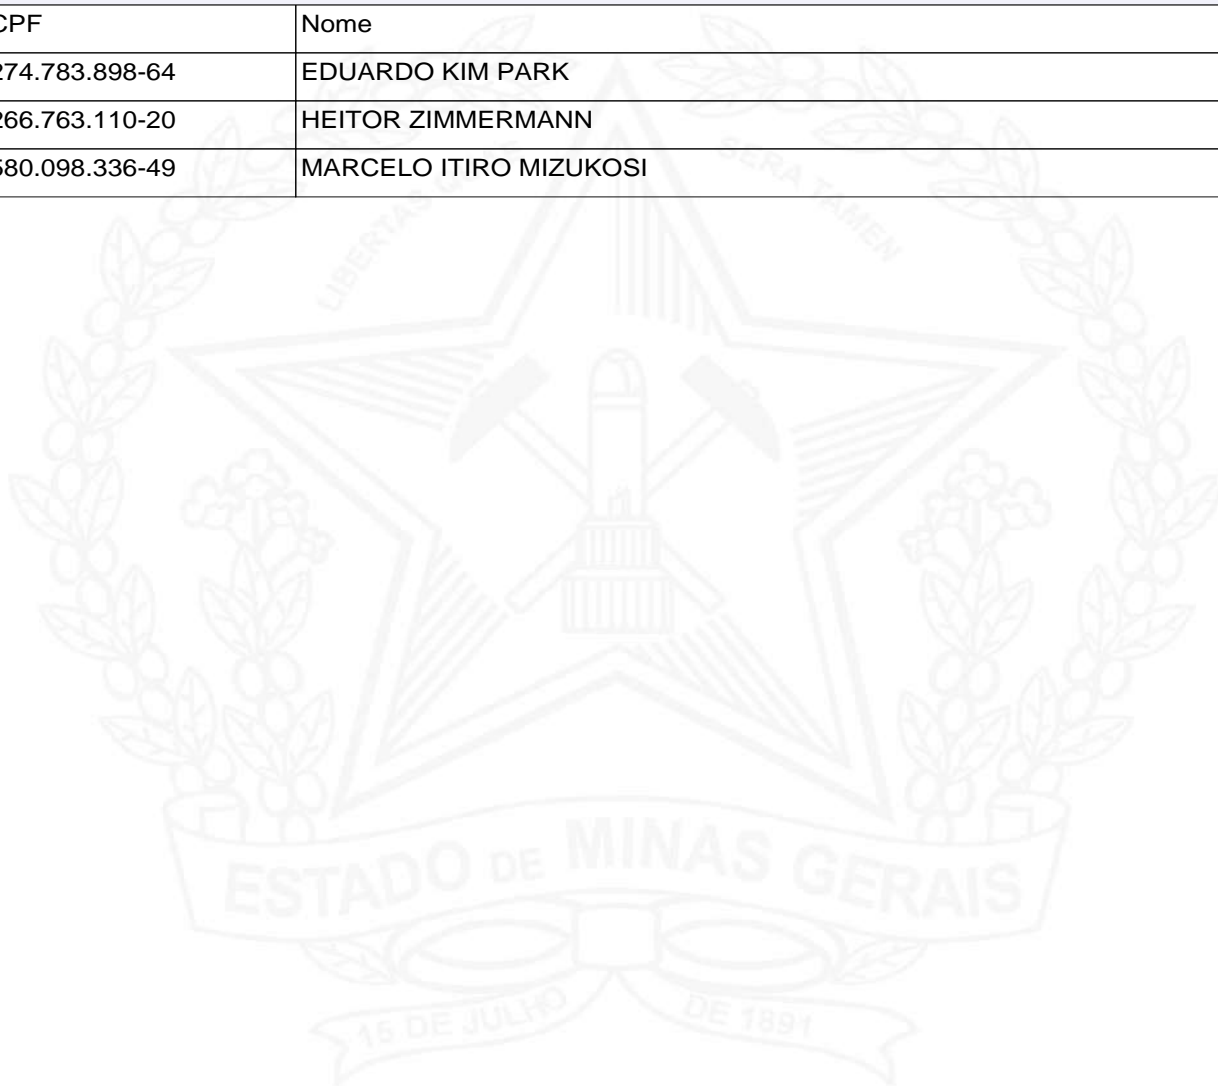 CPF Nome
274.783.898-64 EDUARDO KIM PARK
266.763.110-20 HEITOR ZIMMERMANN
580.098.336-49 MARCELO ITIRO MIZUKOSI
LIBERTAS SERA TAMEN
ESTADO DE MINAS GERAIS
15 DE JULHO DE 1891